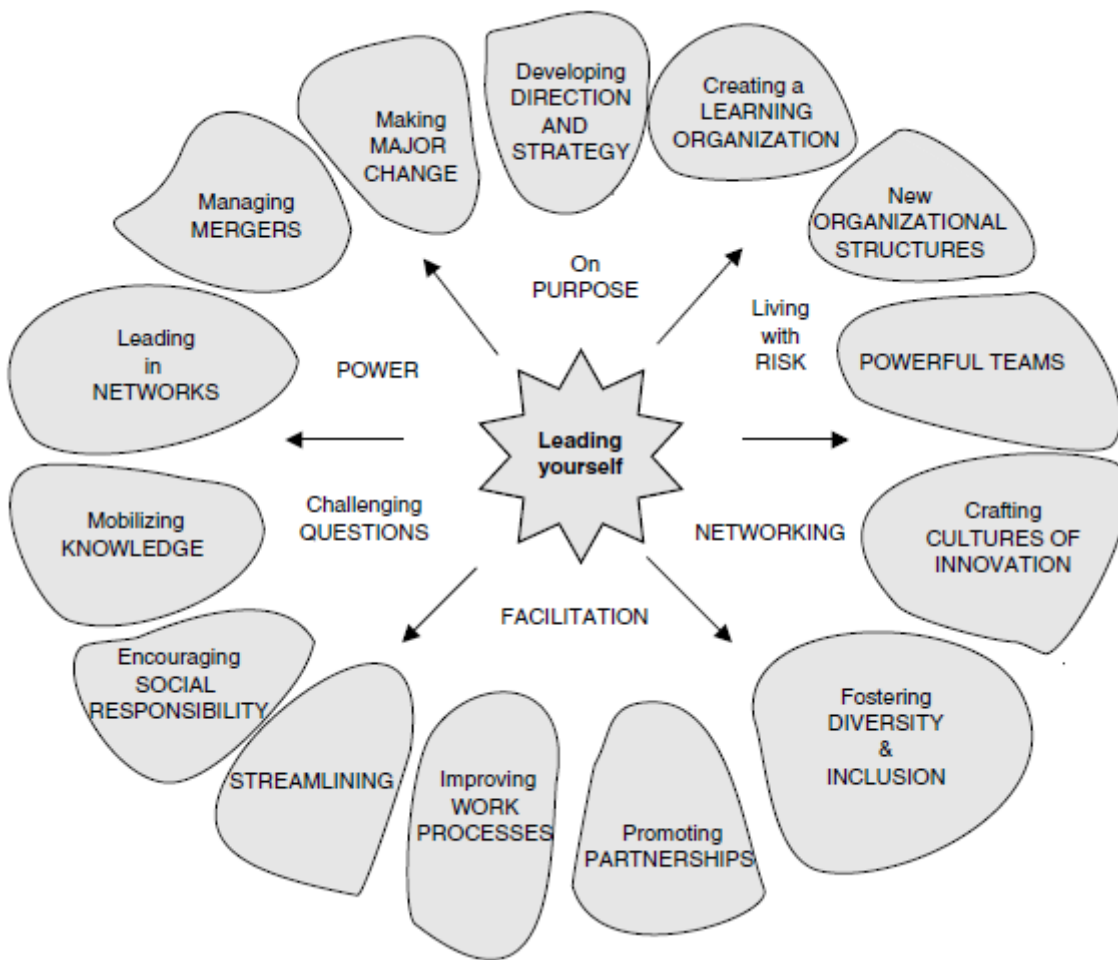 Developing
DIRECTION
AND
STRATEGY
Creating a
LEARNING
ORGANIZATION
Making
MAJOR
CHANGE
New
ORGANIZATIONAL
STRUCTURES
Managing
MERGERS
On
PURPOSE
Living
with
RISK
Leading
in
NETWORKS
POWER
POWERFUL TEAMS
Leading
yourself
Challenging
QUESTIONS
NETWORKING
Mobilizing
KNOWLEDGE
Crafting
CULTURES OF
INNOVATION
FACILITATION
Encouraging
SOCIAL
RESPONSIBILITY
Fostering
DIVERSITY
&
INCLUSION
STREAMLINING
Improving
WORK
PROCESSES
Promoting
PARTNERSHIPS